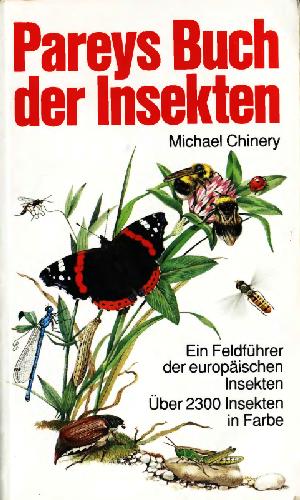 Pareys Buch
der Insekten
Michael Chinery
Ein Feldführer
der europäischen
Insekten
Über 2300 Insekten
in Farbe